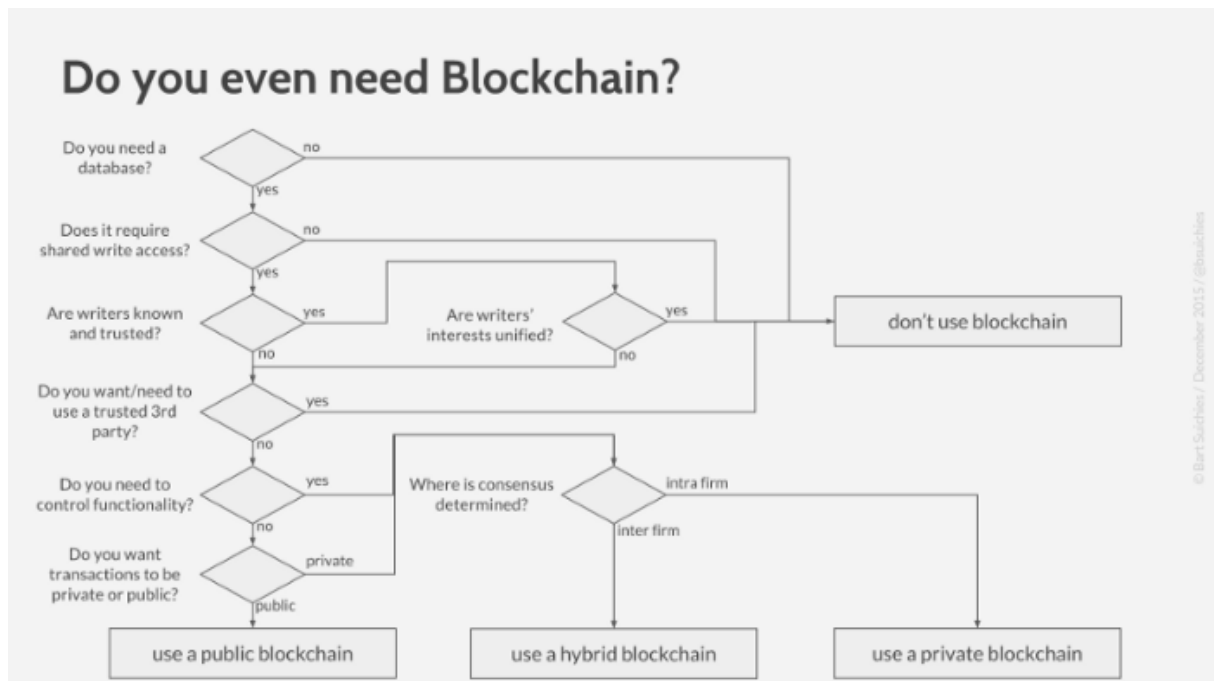 Do you even need Blockchain?
Do you need a
database?
no
yes
Does it require
shared write access?
no
yes
Are writers known
and trusted?
yes
no
Are writers'
interests unified?
yes
no
don't use blockchain
Do you want/need to
use a trusted 3rd
party?
yes
no
Do you need to
control functionality?
yes
no
Where is consensus
determined?
intra firm
inter firm
Do you want
transactions to be
private or public?
private
public
use a public blockchain
use a hybrid blockchain
use a private blockchain
© Bart Suichies / December 2015 / @bsuichies